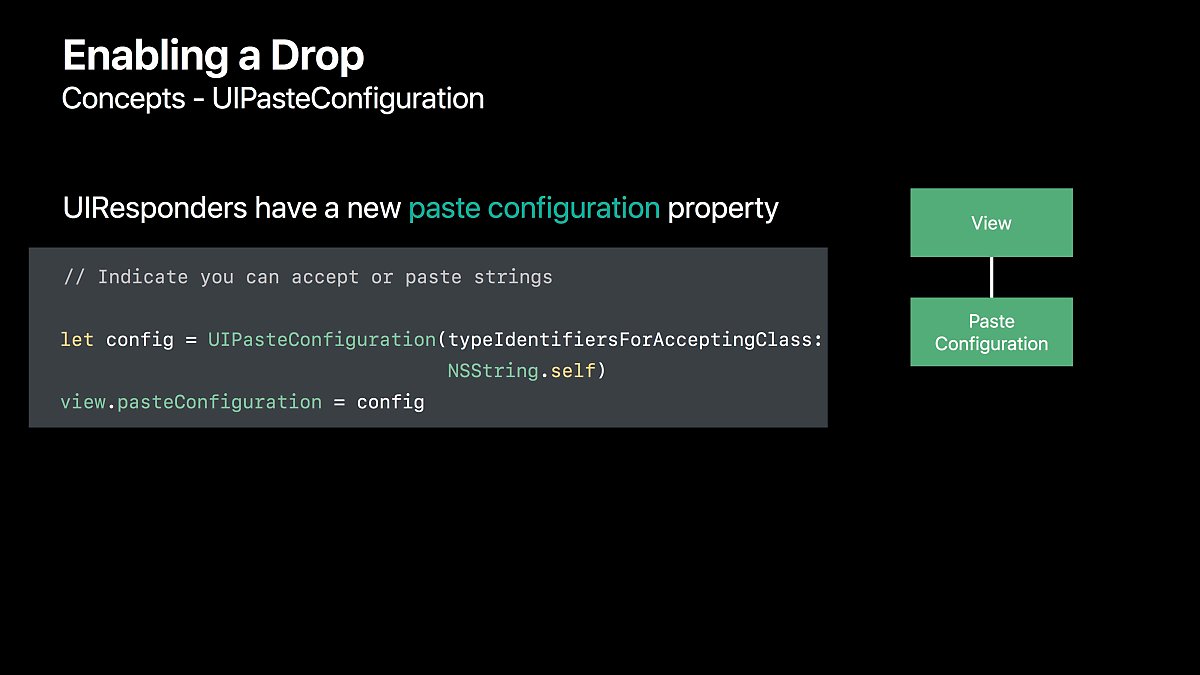 Enabling a Drop
Concepts - UIPasteConfiguration
UIResponders have a new paste configuration property
// Indicate you can accept or paste strings
let config = UIPasteConfiguration(typeIdentifiersForAcceptingClass:
NSString.self)
view.pasteConfiguration = config
View
Paste
Configuration